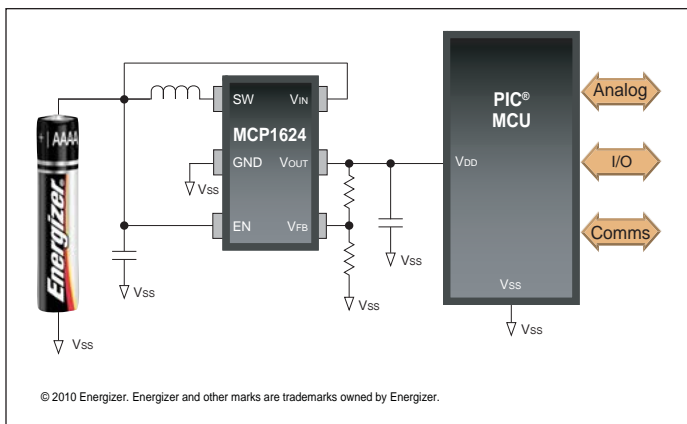 + AAAA
Energizer
Vss
SW
VIN
MCP1624
GND
VOUT
EN
VFB
Vss
Vss
Vss
Vss
PIC®
MCU
VDD
Vss
Vss
Analog
I/O
Comms
© 2010 Energizer. Energizer and other marks are trademarks owned by Energizer.